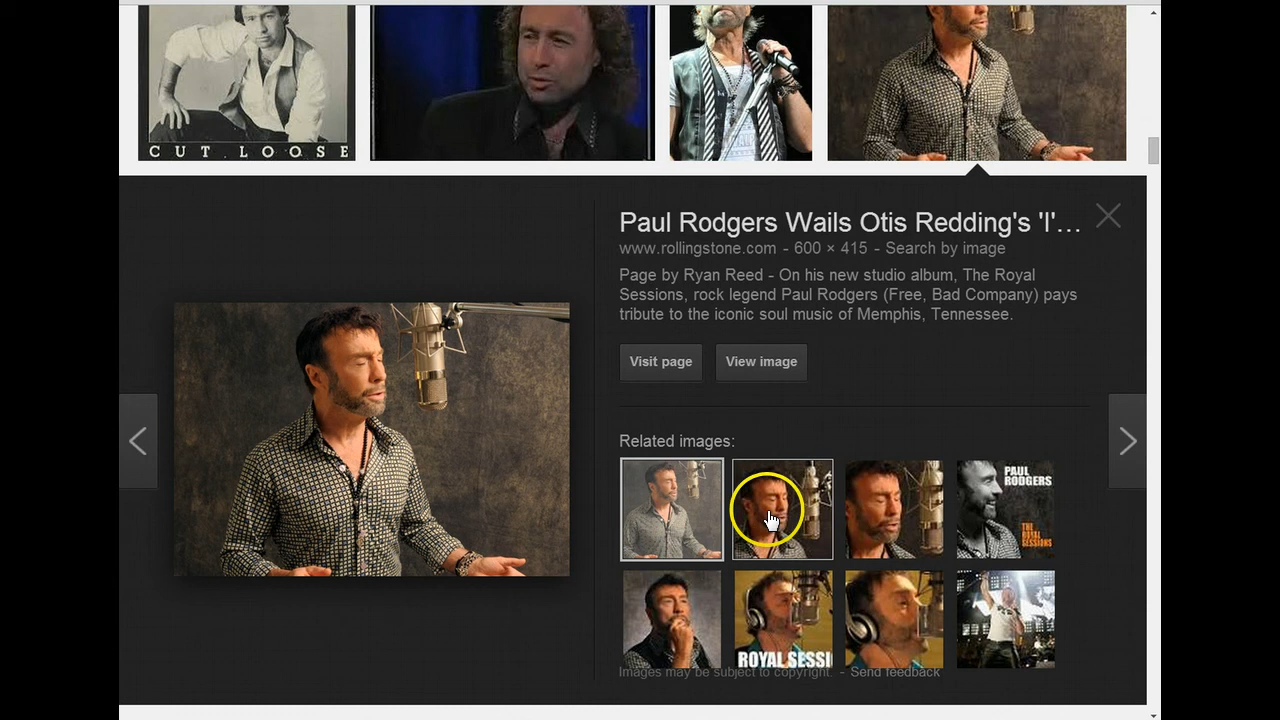 CUT LOOSE
Paul Rodgers Wails Otis Redding's 'I'...
www.rollingstone.com - 600 × 415 - Search by image
Page by Ryan Reed - On his new studio album, The Royal
Sessions, rock legend Paul Rodgers (Free, Bad Company) pays
tribute to the iconic soul music of Memphis, Tennessee.
Visit page
View image
Related images:
PAUL
RODGERS
THE
ROYAL
SESSIONS
ROYAL SESSI
Images may be subject to copyright. - Send feedback